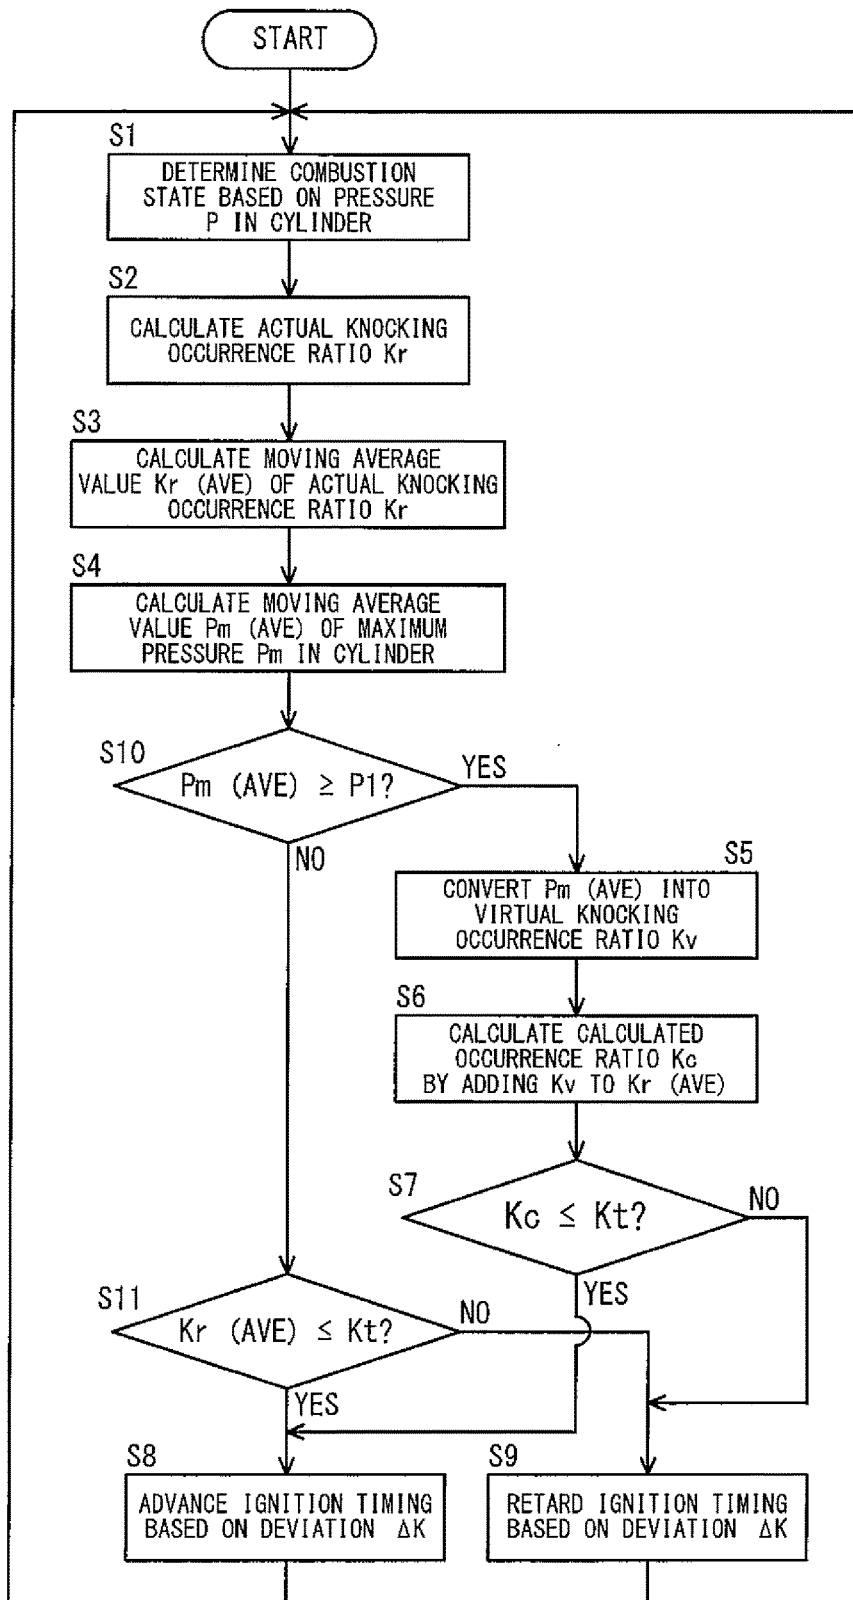 START
S1
DETERMINE COMBUSTION
STATE BASED ON PRESSURE
P IN CYLINDER
S2
CALCULATE ACTUAL KNOCKING
OCCURRENCE RATIO Kr
S3
CALCULATE MOVING AVERAGE
VALUE Kr (AVE) OF ACTUAL KNOCKING
OCCURRENCE RATIO Kr
S4
CALCULATE MOVING AVERAGE
VALUE Pm (AVE) OF MAXIMUM
PRESSURE Pm IN CYLINDER
S10
Pm (AVE) ≥ P1?
YES
NO
S5
CONVERT Pm (AVE) INTO
VIRTUAL KNOCKING
OCCURRENCE RATIO Kv
S6
CALCULATE CALCULATED
OCCURRENCE RATIO Kc
BY ADDING Kv TO Kr (AVE)
S7
Kc ≤ Kt?
NO
YES
S11
Kr (AVE) ≤ Kt?
NO
YES
S8
ADVANCE IGNITION TIMING
BASED ON DEVIATION ΔK
S9
RETARD IGNITION TIMING
BASED ON DEVIATION ΔK